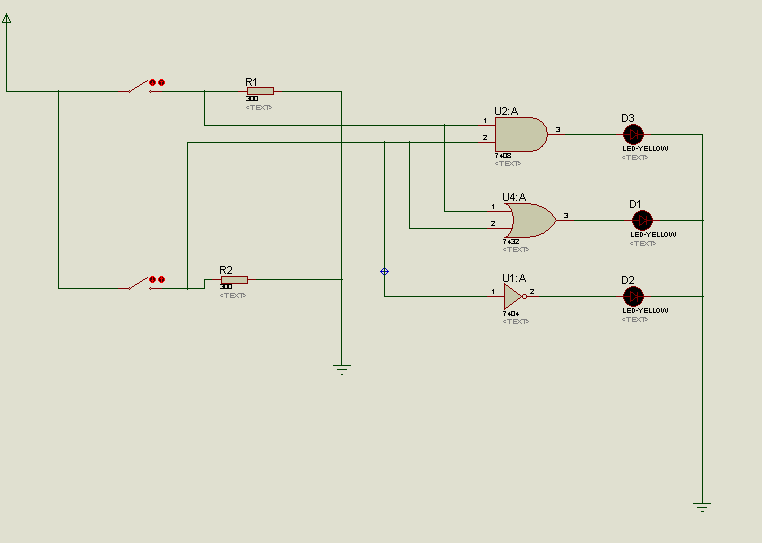 R1
300
<TEXT>
U2:A
1
2
3
7408
<TEXT>
D3
LED-YELLOW
<TEXT>
U4:A
1
2
3
7432
<TEXT>
D1
LED-YELLOW
<TEXT>
R2
300
<TEXT>
U1:A
1
2
7404
<TEXT>
D2
LED-YELLOW
<TEXT>